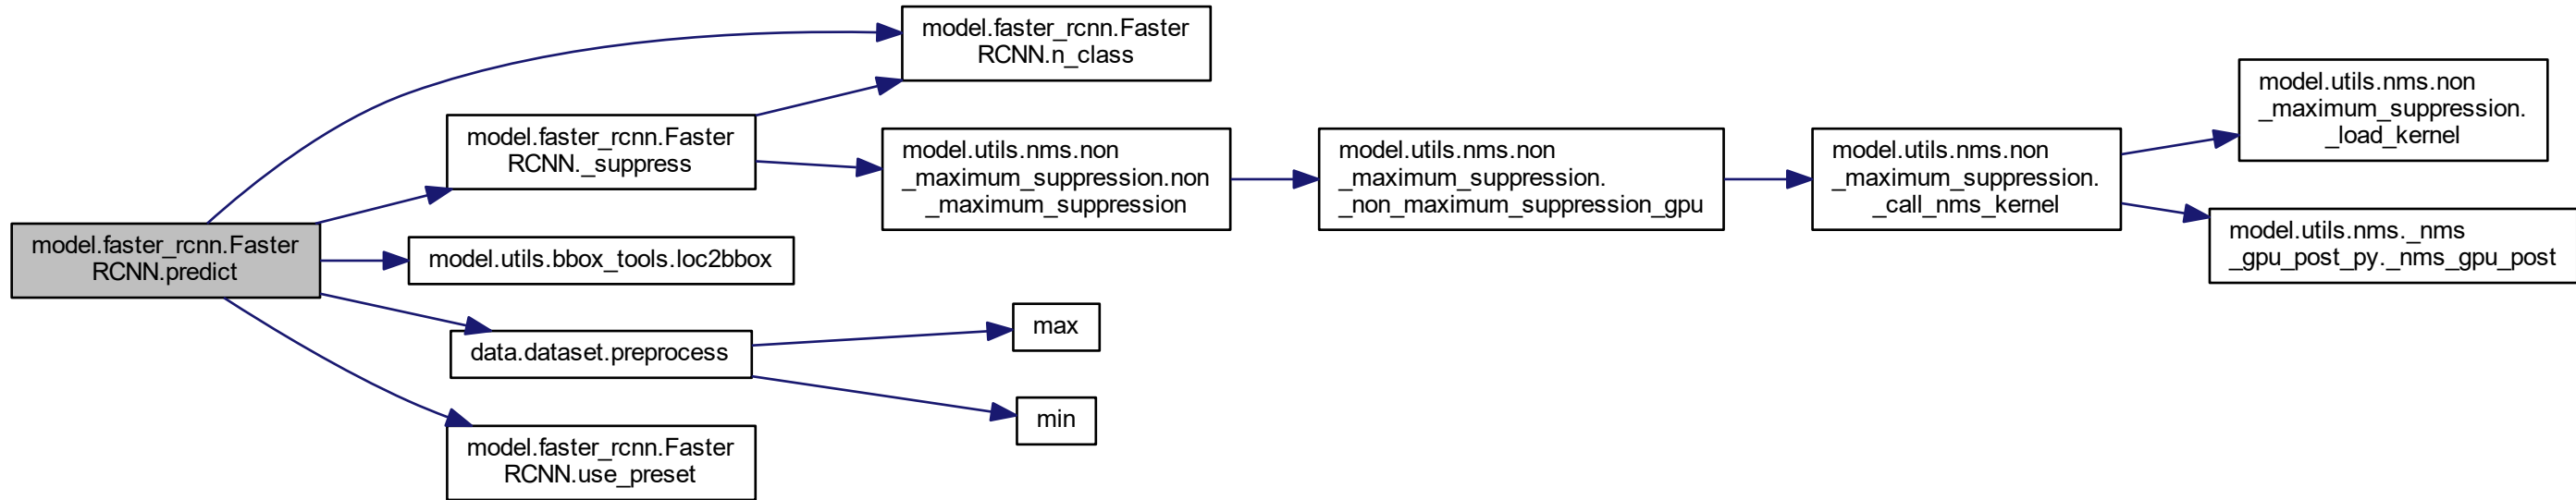 model.faster_rcnn.Faster
RCNN.predict
model.faster_rcnn.Faster
RCNN.n_class
model.faster_rcnn.Faster
RCNN._suppress
model.utils.nms.non
_maximum_suppression.non
_maximum_suppression
model.utils.nms.non
_maximum_suppression.
_non_maximum_suppression_gpu
model.utils.nms.non
_maximum_suppression.
_call_nms_kernel
model.utils.nms.non
_maximum_suppression.
_load_kernel
model.utils.nms._nms
_gpu_post_py._nms_gpu_post
model.utils.bbox_tools.loc2bbox
data.dataset.preprocess
max
min
model.faster_rcnn.Faster
RCNN.use_preset